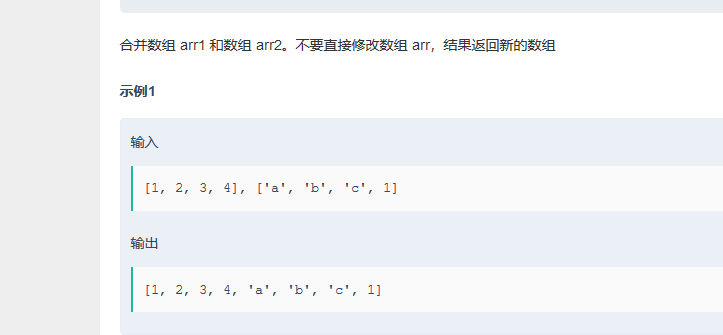 合并数组 arr1 和数组 arr2。不要直接修改数组 arr，结果返回新的数组
示例1
输入
[1, 2, 3, 4], ['a', 'b', 'c', 1]
输出
[1, 2, 3, 4, 'a', 'b', 'c', 1]